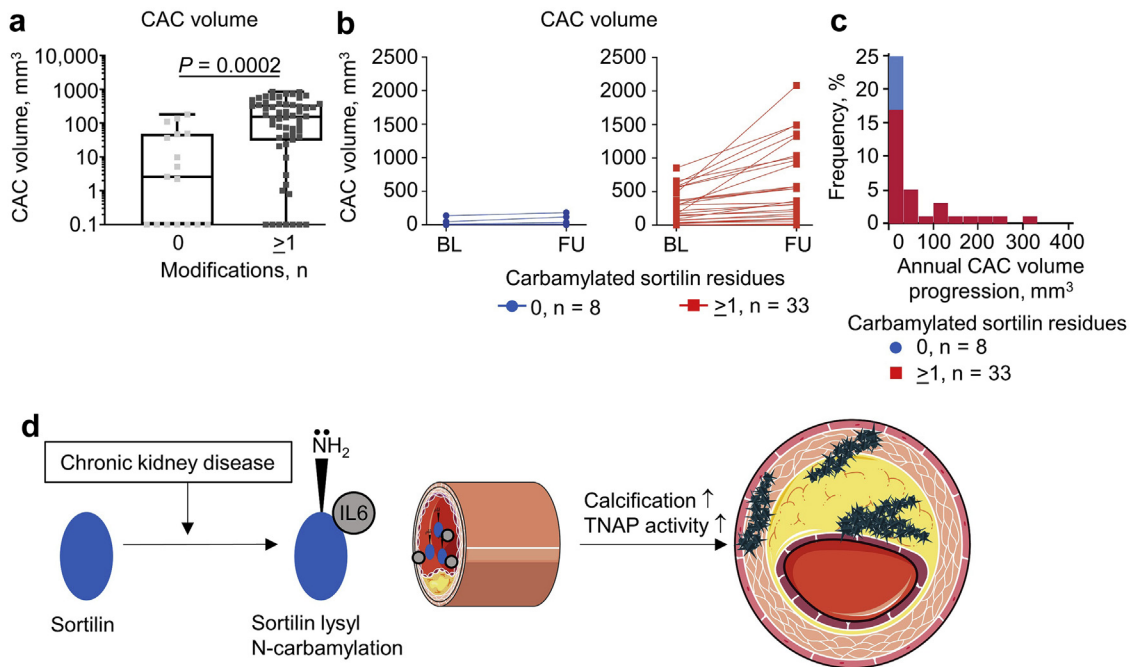 a
CAC volume
CAC volume, mm³
10,000
1000
100
10
1
0.1
P = 0.0002
0
≥1
Modifications, n
b
CAC volume
CAC volume, mm³
2500
2000
1500
1000
500
0
BL
FU
2500
2000
1500
1000
500
0
BL
FU
Carbamylated sortilin residues
0, n = 8
≥1, n = 33
c
Frequency, %
25
20
15
10
5
0
0
100
200
300
400
Annual CAC volume
progression, mm³
Carbamylated sortilin residues
0, n = 8
≥1, n = 33
d
Chronic kidney disease
Sortilin
N̈H₂
IL6
Sortilin lysyl
N-carbamylation
Calcification ↑
TNAP activity ↑